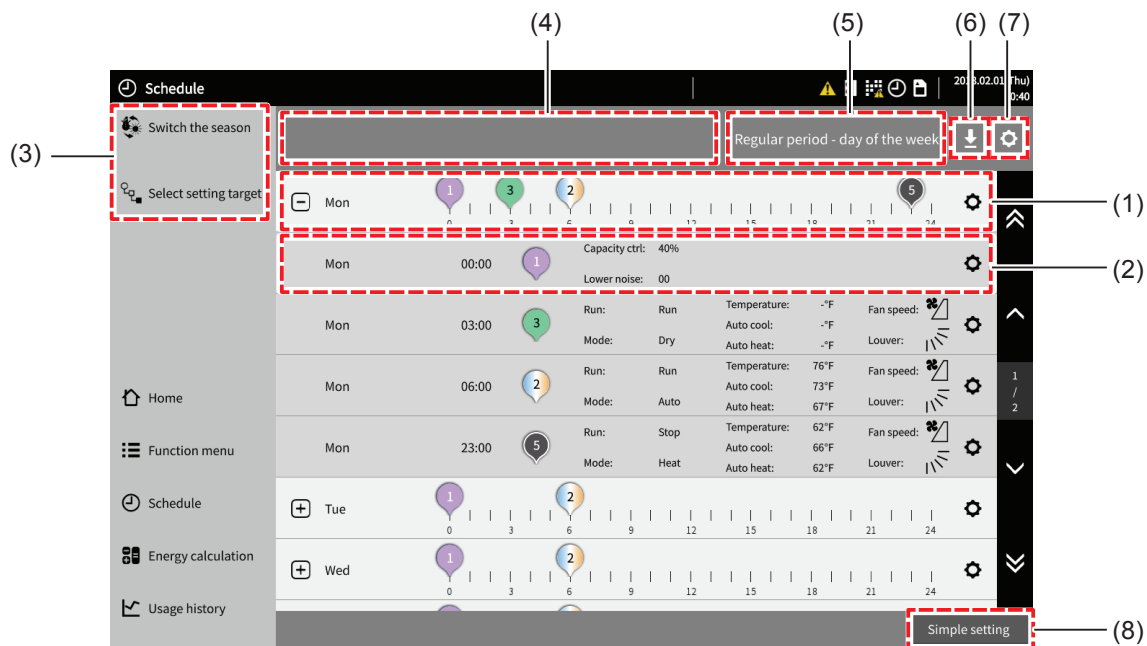 (4) (5) (6) (7)
Schedule
Switch the season
Regular period - day of the week
(3)
Select setting target
1 3 2 5
Mon
0 3 6 9 12 15 18 21 24
(1)
Mon 00:00 1 Capacity ctrl: 40%
Lower noise: 00
(2)
Mon 03:00 3 Run: Run Temperature: -°F Fan speed:
Auto cool: -°F
Mode: Dry Auto heat: -°F Louver:
Mon 06:00 2 Run: Run Temperature: 76°F Fan speed:
Auto cool: 73°F
Mode: Auto Auto heat: 67°F Louver:
1
/
2
Mon 23:00 5 Run: Stop Temperature: 62°F Fan speed:
Auto cool: 66°F
Mode: Heat Auto heat: 62°F Louver:
Home
Function menu
Schedule
Energy calculation
Usage history
1 2
Tue
0 3 6 9 12 15 18 21 24
1 2
Wed
0 3 6 9 12 15 18 21 24
Simple setting
(8)